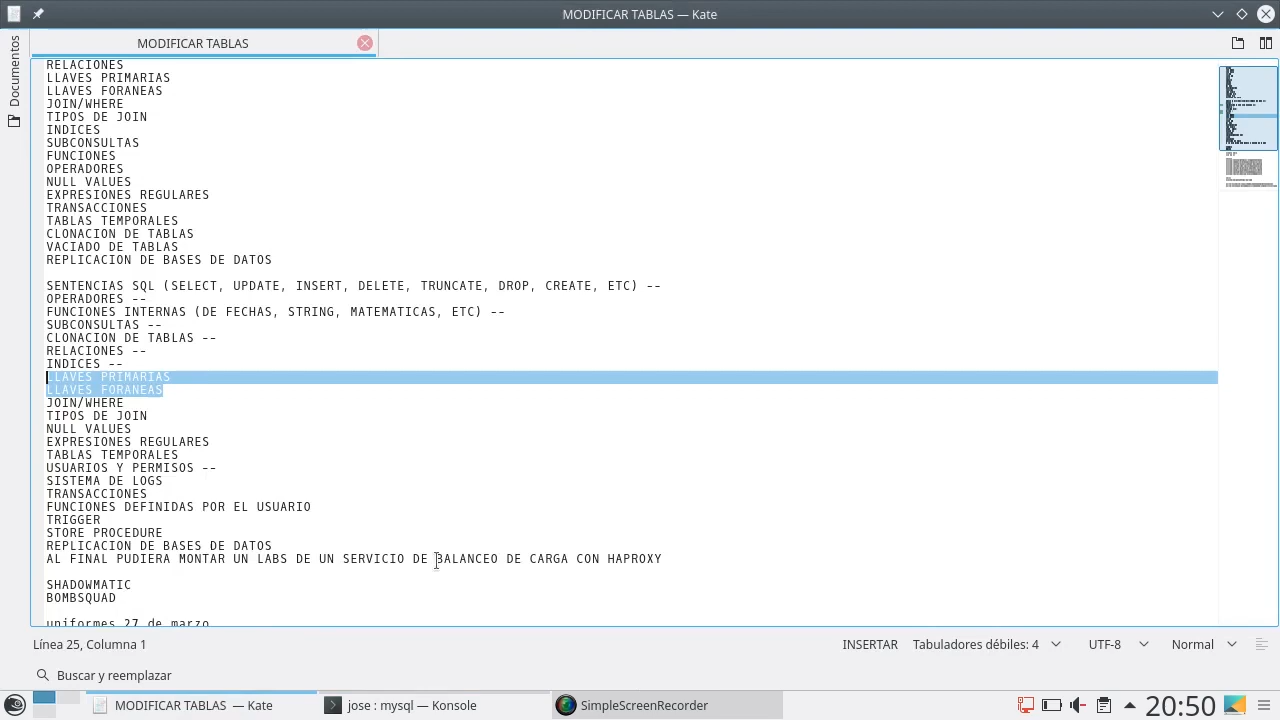 MODIFICAR TABLAS — Kate
MODIFICAR TABLAS
Documentos
RELACIONES
LLAVES PRIMARIAS
LLAVES FORANEAS
JOIN/WHERE
TIPOS DE JOIN
INDICES
SUBCONSULTAS
FUNCIONES
OPERADORES
NULL VALUES
EXPRESIONES REGULARES
TRANSACCIONES
TABLAS TEMPORALES
CLONACION DE TABLAS
VACIADO DE TABLAS
REPLICACION DE BASES DE DATOS
SENTENCIAS SQL (SELECT, UPDATE, INSERT, DELETE, TRUNCATE, DROP, CREATE, ETC) --
OPERADORES --
FUNCIONES INTERNAS (DE FECHAS, STRING, MATEMATICAS, ETC) --
SUBCONSULTAS --
CLONACION DE TABLAS --
RELACIONES --
INDICES --
LLAVES PRIMARIAS
LLAVES FORANEAS
JOIN/WHERE
TIPOS DE JOIN
NULL VALUES
EXPRESIONES REGULARES
TABLAS TEMPORALES
USUARIOS Y PERMISOS --
SISTEMA DE LOGS
TRANSACCIONES
FUNCIONES DEFINIDAS POR EL USUARIO
TRIGGER
STORE PROCEDURE
REPLICACION DE BASES DE DATOS
AL FINAL PUDIERA MONTAR UN LABS DE UN SERVICIO DE BALANCEO DE CARGA CON HAPROXY
SHADOWMATIC
BOMBSQUAD
uniformes 27 de marzo
Línea 25, Columna 1
INSERTAR
Tabuladores débiles: 4
UTF-8
Normal
Buscar y reemplazar
MODIFICAR TABLAS — Kate
jose : mysql — Konsole
SimpleScreenRecorder
20:50